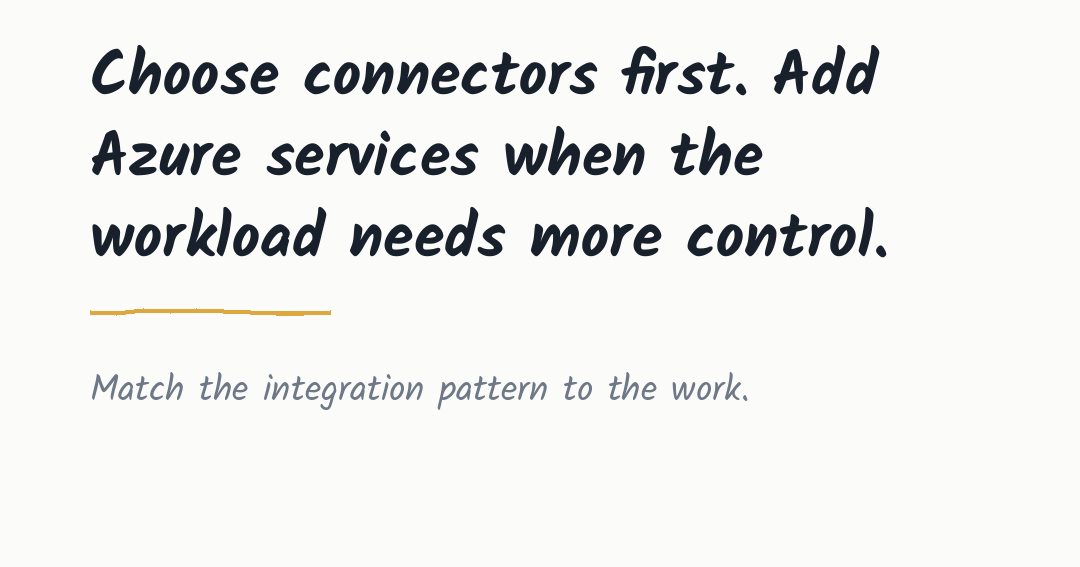 Choose connectors first. Add
Azure services when the
workload needs more control.
Match the integration pattern to the work.